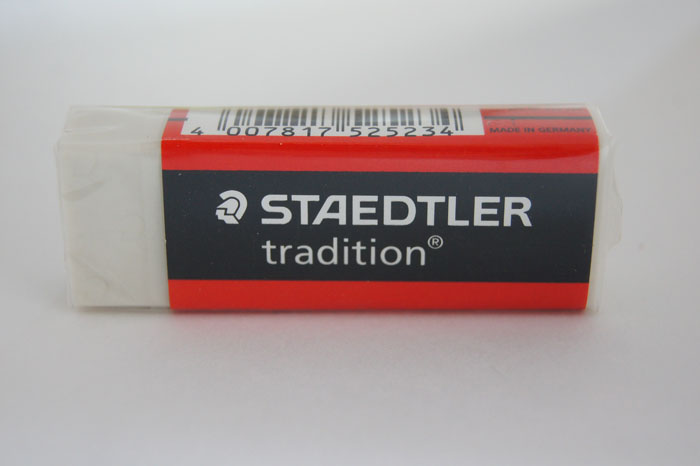 4 007817 525234
MADE IN GERMANY
STAEDTLER
tradition®